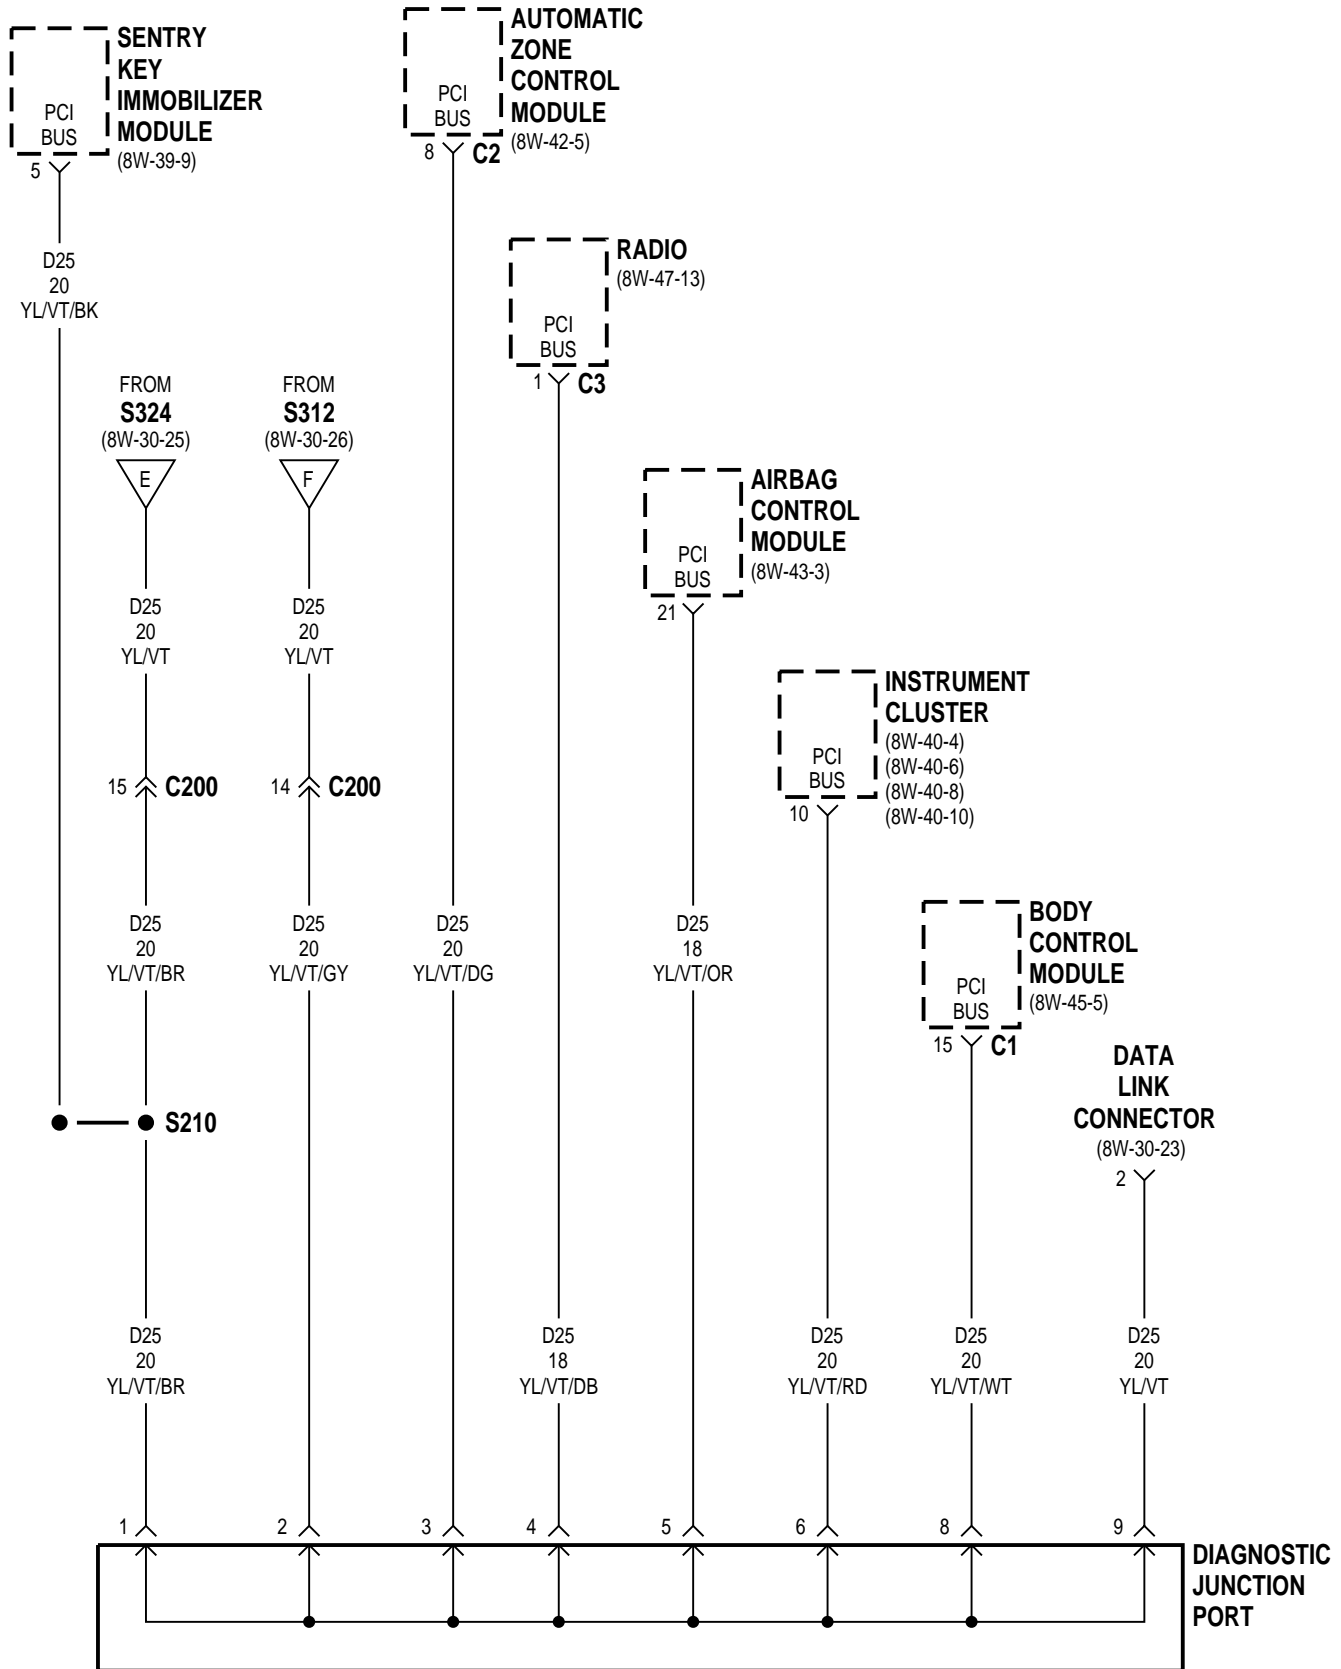 SENTRY
KEY
IMMOBILIZER
MODULE
(8W-39-9)
PCI
BUS
5
D25
20
YL/VT/BK
AUTOMATIC
ZONE
CONTROL
MODULE
(8W-42-5)
PCI
BUS
8
C2
RADIO
(8W-47-13)
PCI
BUS
1
C3
FROM
S324
(8W-30-25)
E
D25
20
YL/VT
15
C200
FROM
S312
(8W-30-26)
F
D25
20
YL/VT
14
C200
AIRBAG
CONTROL
MODULE
(8W-43-3)
PCI
BUS
21
INSTRUMENT
CLUSTER
(8W-40-4)
(8W-40-6)
(8W-40-8)
(8W-40-10)
PCI
BUS
10
D25
20
YL/VT/BR
D25
20
YL/VT/GY
D25
20
YL/VT/DG
D25
18
YL/VT/OR
BODY
CONTROL
MODULE
(8W-45-5)
PCI
BUS
15
C1
DATA
LINK
CONNECTOR
(8W-30-23)
2
S210
D25
20
YL/VT/BR
D25
18
YL/VT/DB
D25
20
YL/VT/RD
D25
20
YL/VT/WT
D25
20
YL/VT
1
2
3
4
5
6
8
9
DIAGNOSTIC
JUNCTION
PORT